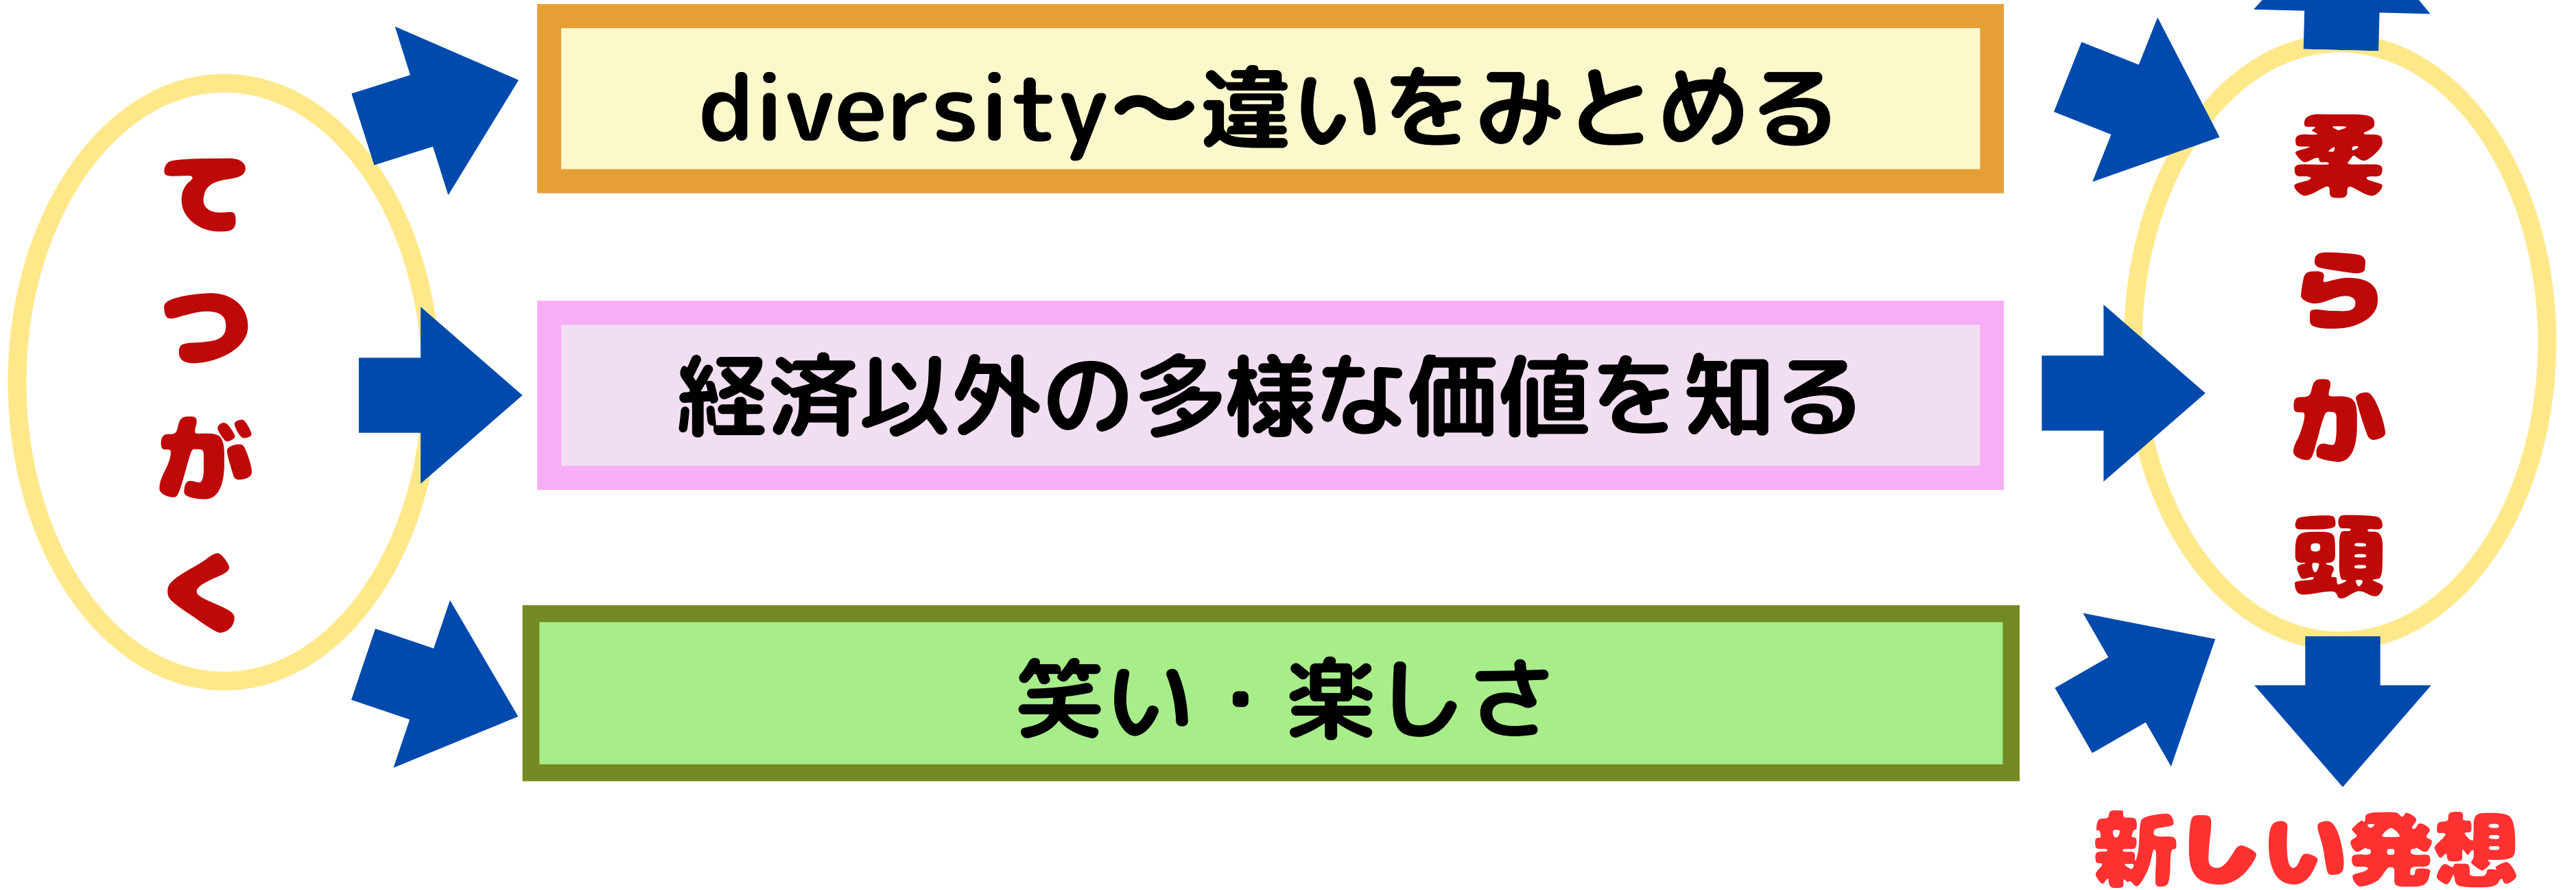 てつがく
diversity〜違いをみとめる
経済以外の多様な価値を知る
笑い・楽しさ
柔らか頭
新しい発想